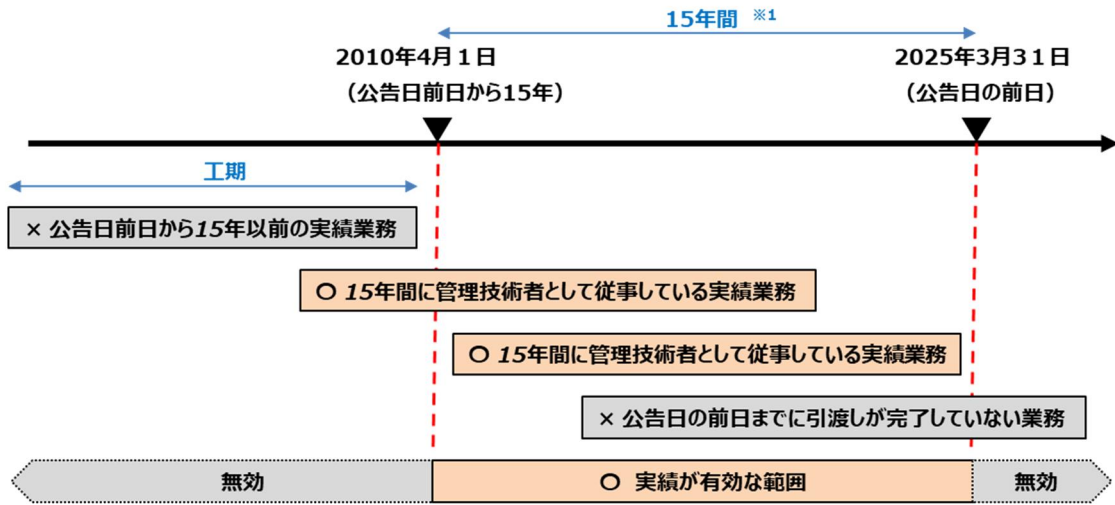 15年間 ※1
2010年4月１日
（公告日前日から15年）
2025年3月３１日
（公告日の前日）
工期
× 公告日前日から15年以前の実績業務
〇 15年間に管理技術者として従事している実績業務
〇 15年間に管理技術者として従事している実績業務
× 公告日の前日までに引渡しが完了していない業務
無効
〇 実績が有効な範囲
無効